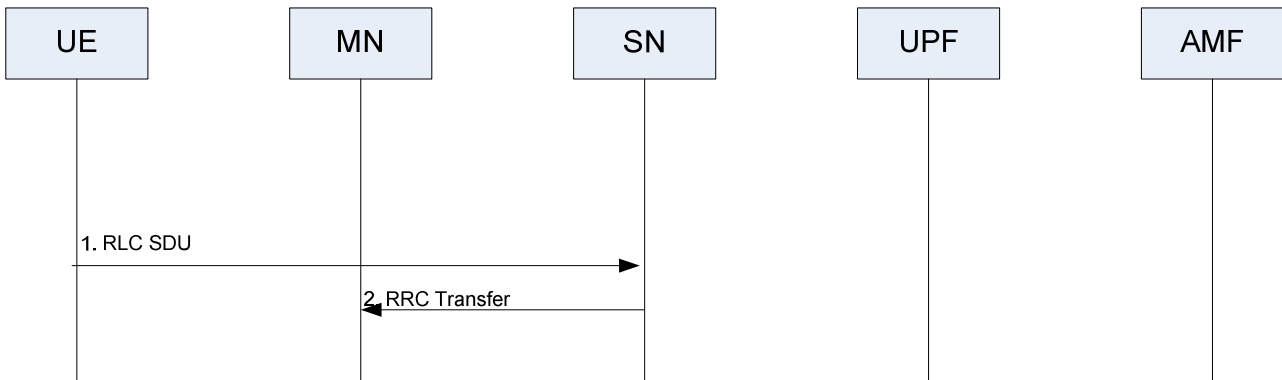 UE
MN
SN
UPF
AMF
1. RLC SDU
2. RRC Transfer